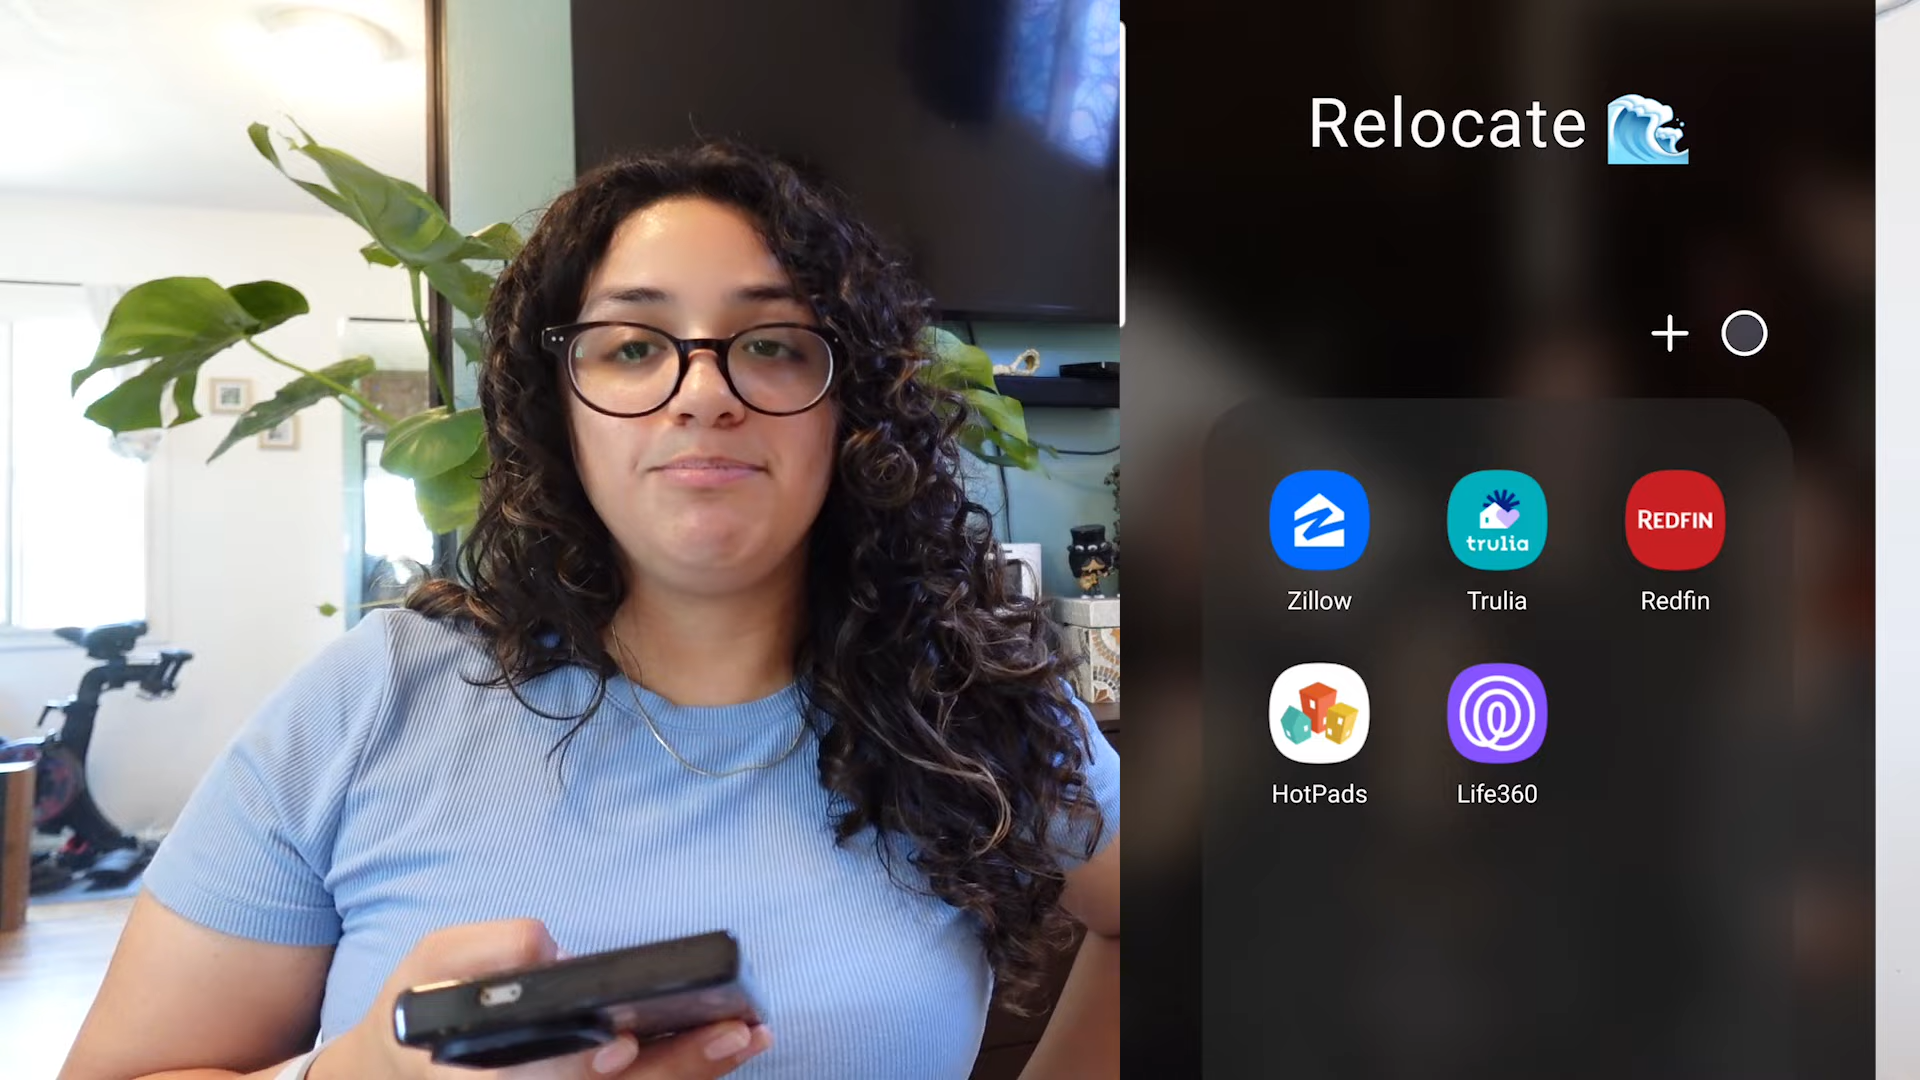 Relocate 🌊
trulia
REDFIN
Zillow
Trulia
Redfin
HotPads
Life360